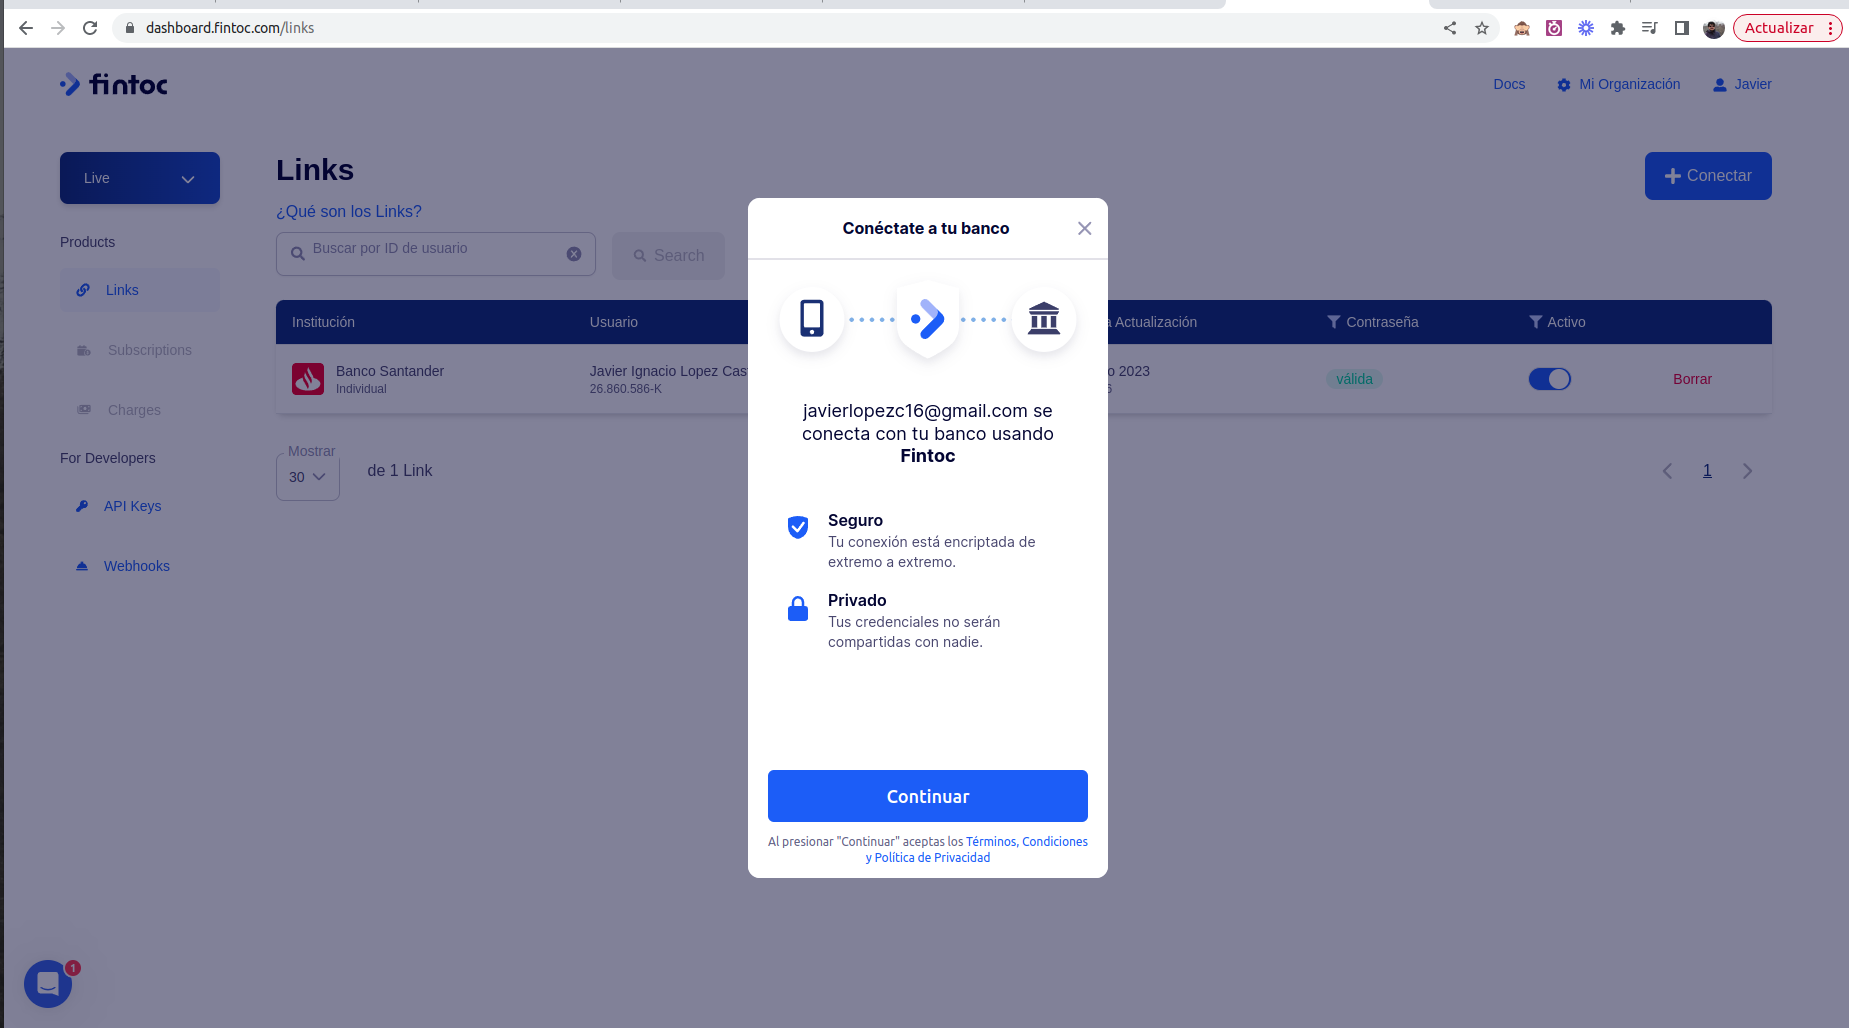 dashboard.fintoc.com/links
Actualizar
fintoc
Docs
Mi Organización
Javier
Live
Links
Conectar
¿Qué son los Links?
Products
Buscar por ID de usuario
Search
Links
Subscriptions
Charges
For Developers
API Keys
Webhooks
Institución
Usuario
a Actualización
Contraseña
Activo
Banco Santander
Individual
Javier Ignacio Lopez Cas
26.860.586-K
o 2023
válida
Borrar
Mostrar
30
de 1 Link
1
Conéctate a tu banco
javierlopezc16@gmail.com se
conecta con tu banco usando
Fintoc
Seguro
Tu conexión está encriptada de
extremo a extremo.
Privado
Tus credenciales no serán
compartidas con nadie.
Continuar
Al presionar "Continuar" aceptas los Términos, Condiciones
y Política de Privacidad
1